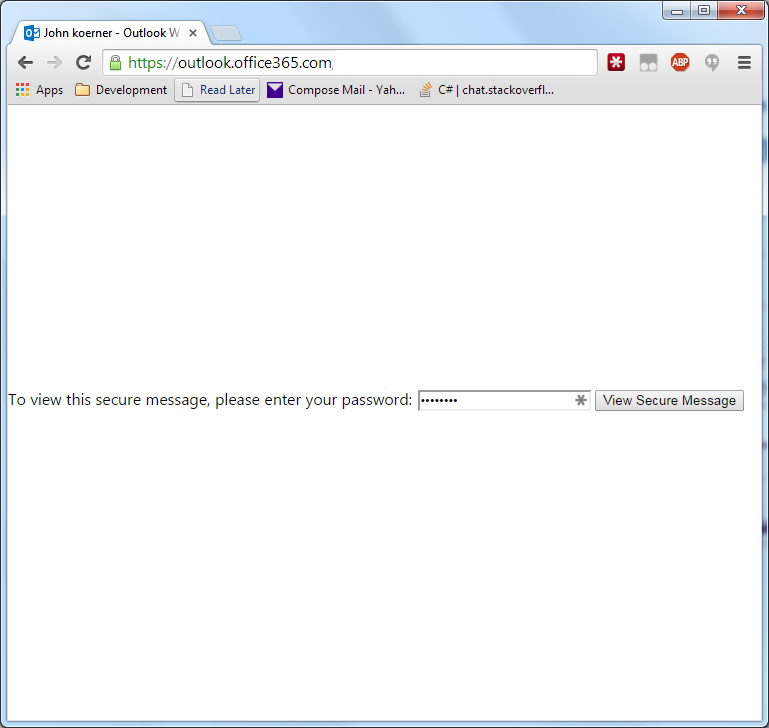 John koerner - Outlook W
https://outlook.office365.com
Apps Development Read Later Compose Mail - Yah... C# | chat.stackoverfl...
ABP
To view this secure message, please enter your password: •••••••• View Secure Message